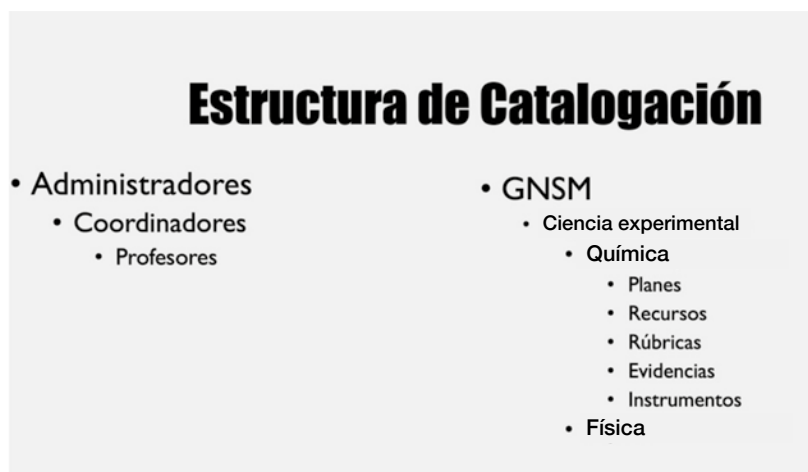 Estructura de Catalogación
• Administradores
• Coordinadores
• Profesores
• GNSM
• Ciencia experimental
• Química
• Planes
• Recursos
• Rúbricas
• Evidencias
• Instrumentos
• Física